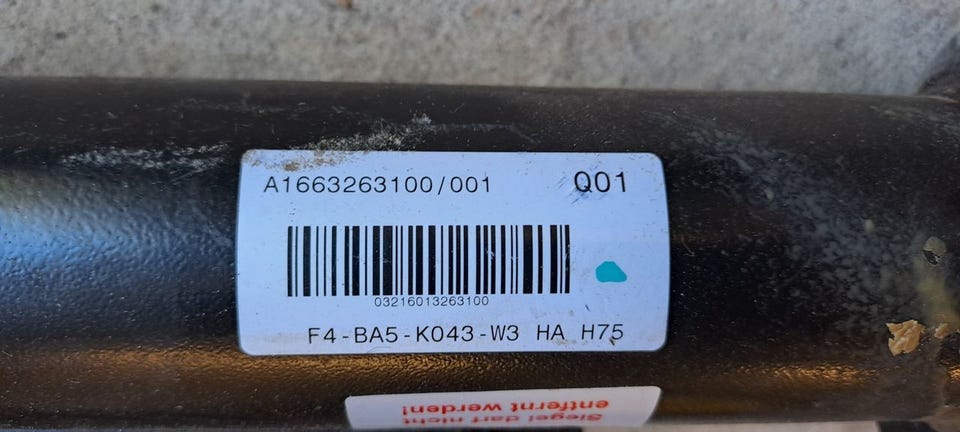 A1663263100/001 Q01
03216013263100
F4-BA5-K043-W3 HA H75
Siegel darf nicht
entfernt werden!